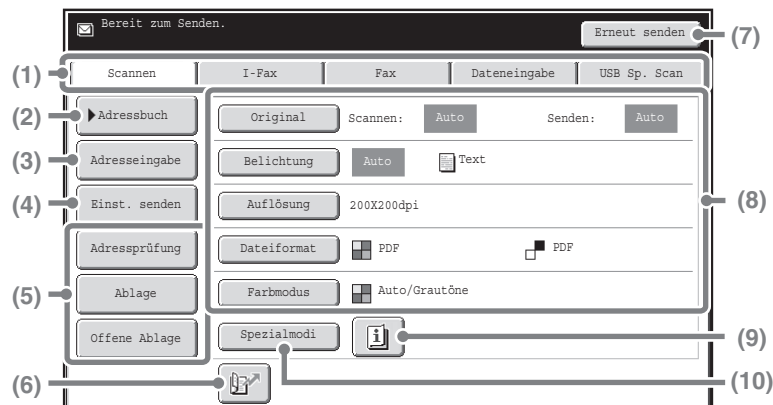 Bereit zum Senden.
Erneut senden
(7)
(1)
Scannen
I-Fax
Fax
Dateneingabe
USB Sp. Scan
(2)
Adressbuch
Original
Scannen:
Auto
Senden:
Auto
(3)
Adresseingabe
Belichtung
Auto
Text
(4)
Einst. senden
Auflösung
200X200dpi
(8)
Adressprüfung
Dateiformat
PDF
PDF
(5)
Ablage
Farbmodus
Auto/Grautöne
Offene Ablage
Spezialmodi
(9)
(6)
(10)